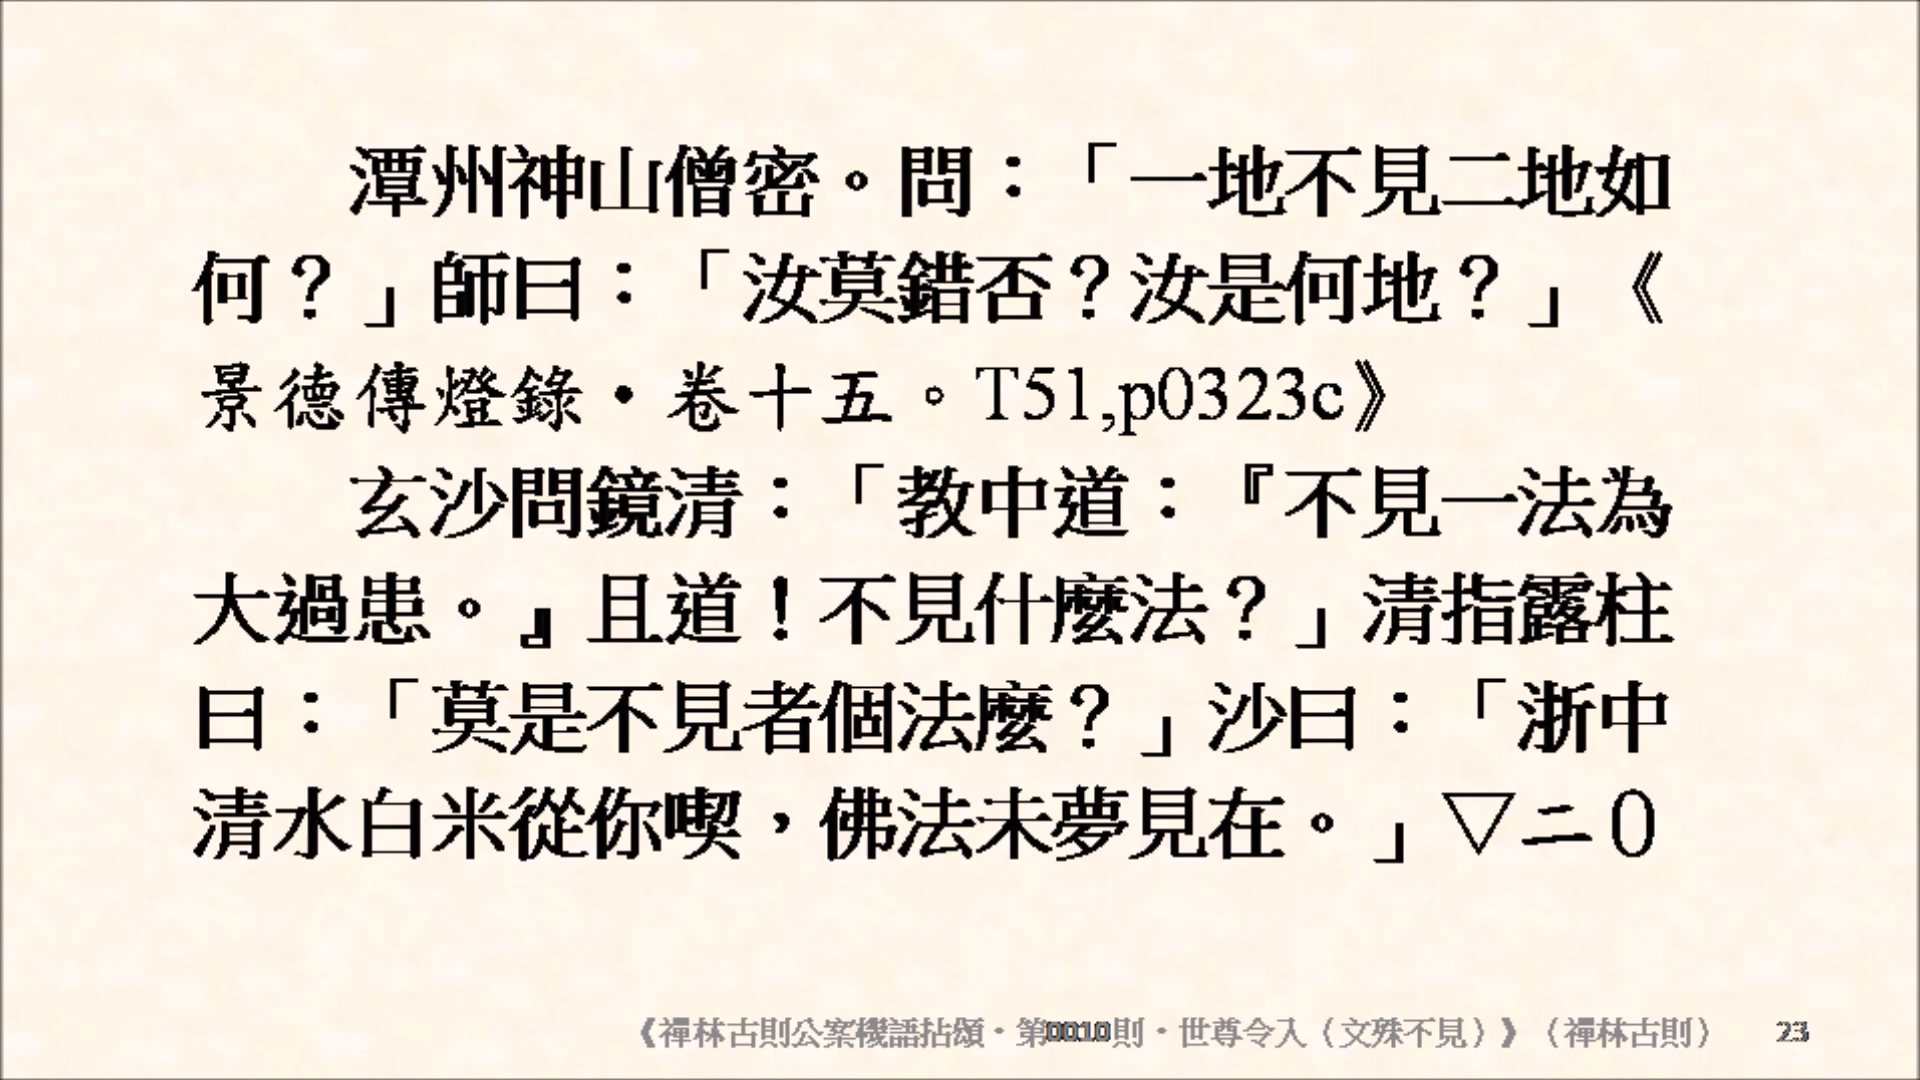 潭州神山僧密。問：「一地不見二地如
何？」師曰：「汝莫錯否？汝是何地？」《
景德傳燈錄・卷十五。T51,p0323c》
玄沙問鏡清：「教中道：『不見一法為
大過患。』且道！不見什麼法？」清指露柱
曰：「莫是不見者個法麼？」沙曰：「浙中
清水白米從你喫，佛法未夢見在。」▽二0
《禪林古則公案機語拈頌・第0010則・世尊令入（文殊不見）》（禪林古則） 23